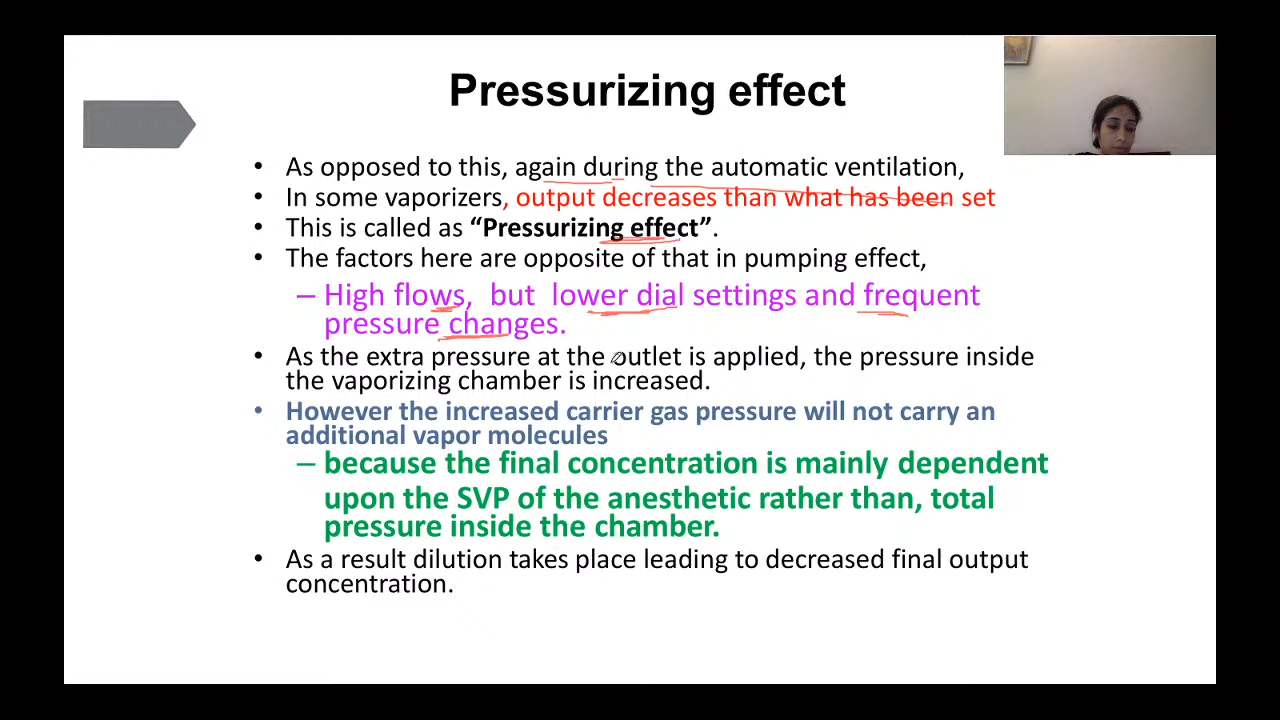 Pressurizing effect
• As opposed to this, again during the automatic ventilation,
• In some vaporizers, output decreases than what has been set
• This is called as “Pressurizing effect”.
• The factors here are opposite of that in pumping effect,
– High flows, but lower dial settings and frequent
pressure changes.
• As the extra pressure at the outlet is applied, the pressure inside
the vaporizing chamber is increased.
• However the increased carrier gas pressure will not carry an
additional vapor molecules
– because the final concentration is mainly dependent
upon the SVP of the anesthetic rather than, total
pressure inside the chamber.
• As a result dilution takes place leading to decreased final output
concentration.